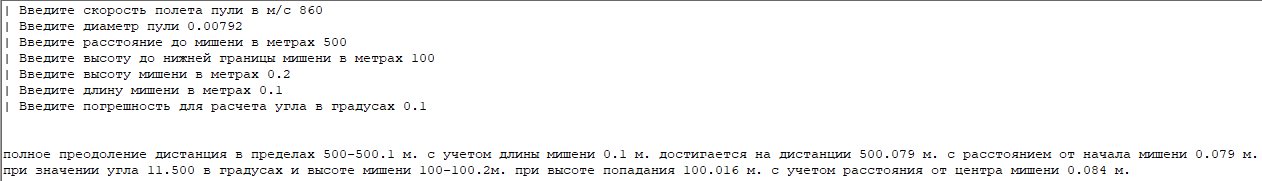 | Введите скорость полета пули в м/с 860
| Введите диаметр пули 0.00792
| Введите расстояние до мишени в метрах 500
| Введите высоту до нижней границы мишени в метрах 100
| Введите высоту мишени в метрах 0.2
| Введите длину мишени в метрах 0.1
| Введите погрешность для расчета угла в градусах 0.1
полное преодоление дистанция в пределах 500-500.1 м. с учетом длины мишени 0.1 м. достигается на дистанции 500.079 м. с расстоянием от начала мишени 0.079 м.
при значении угла 11.500 в градусах и высоте мишени 100-100.2м. при высоте попадания 100.016 м. с учетом расстояния от центра мишени 0.084 м.